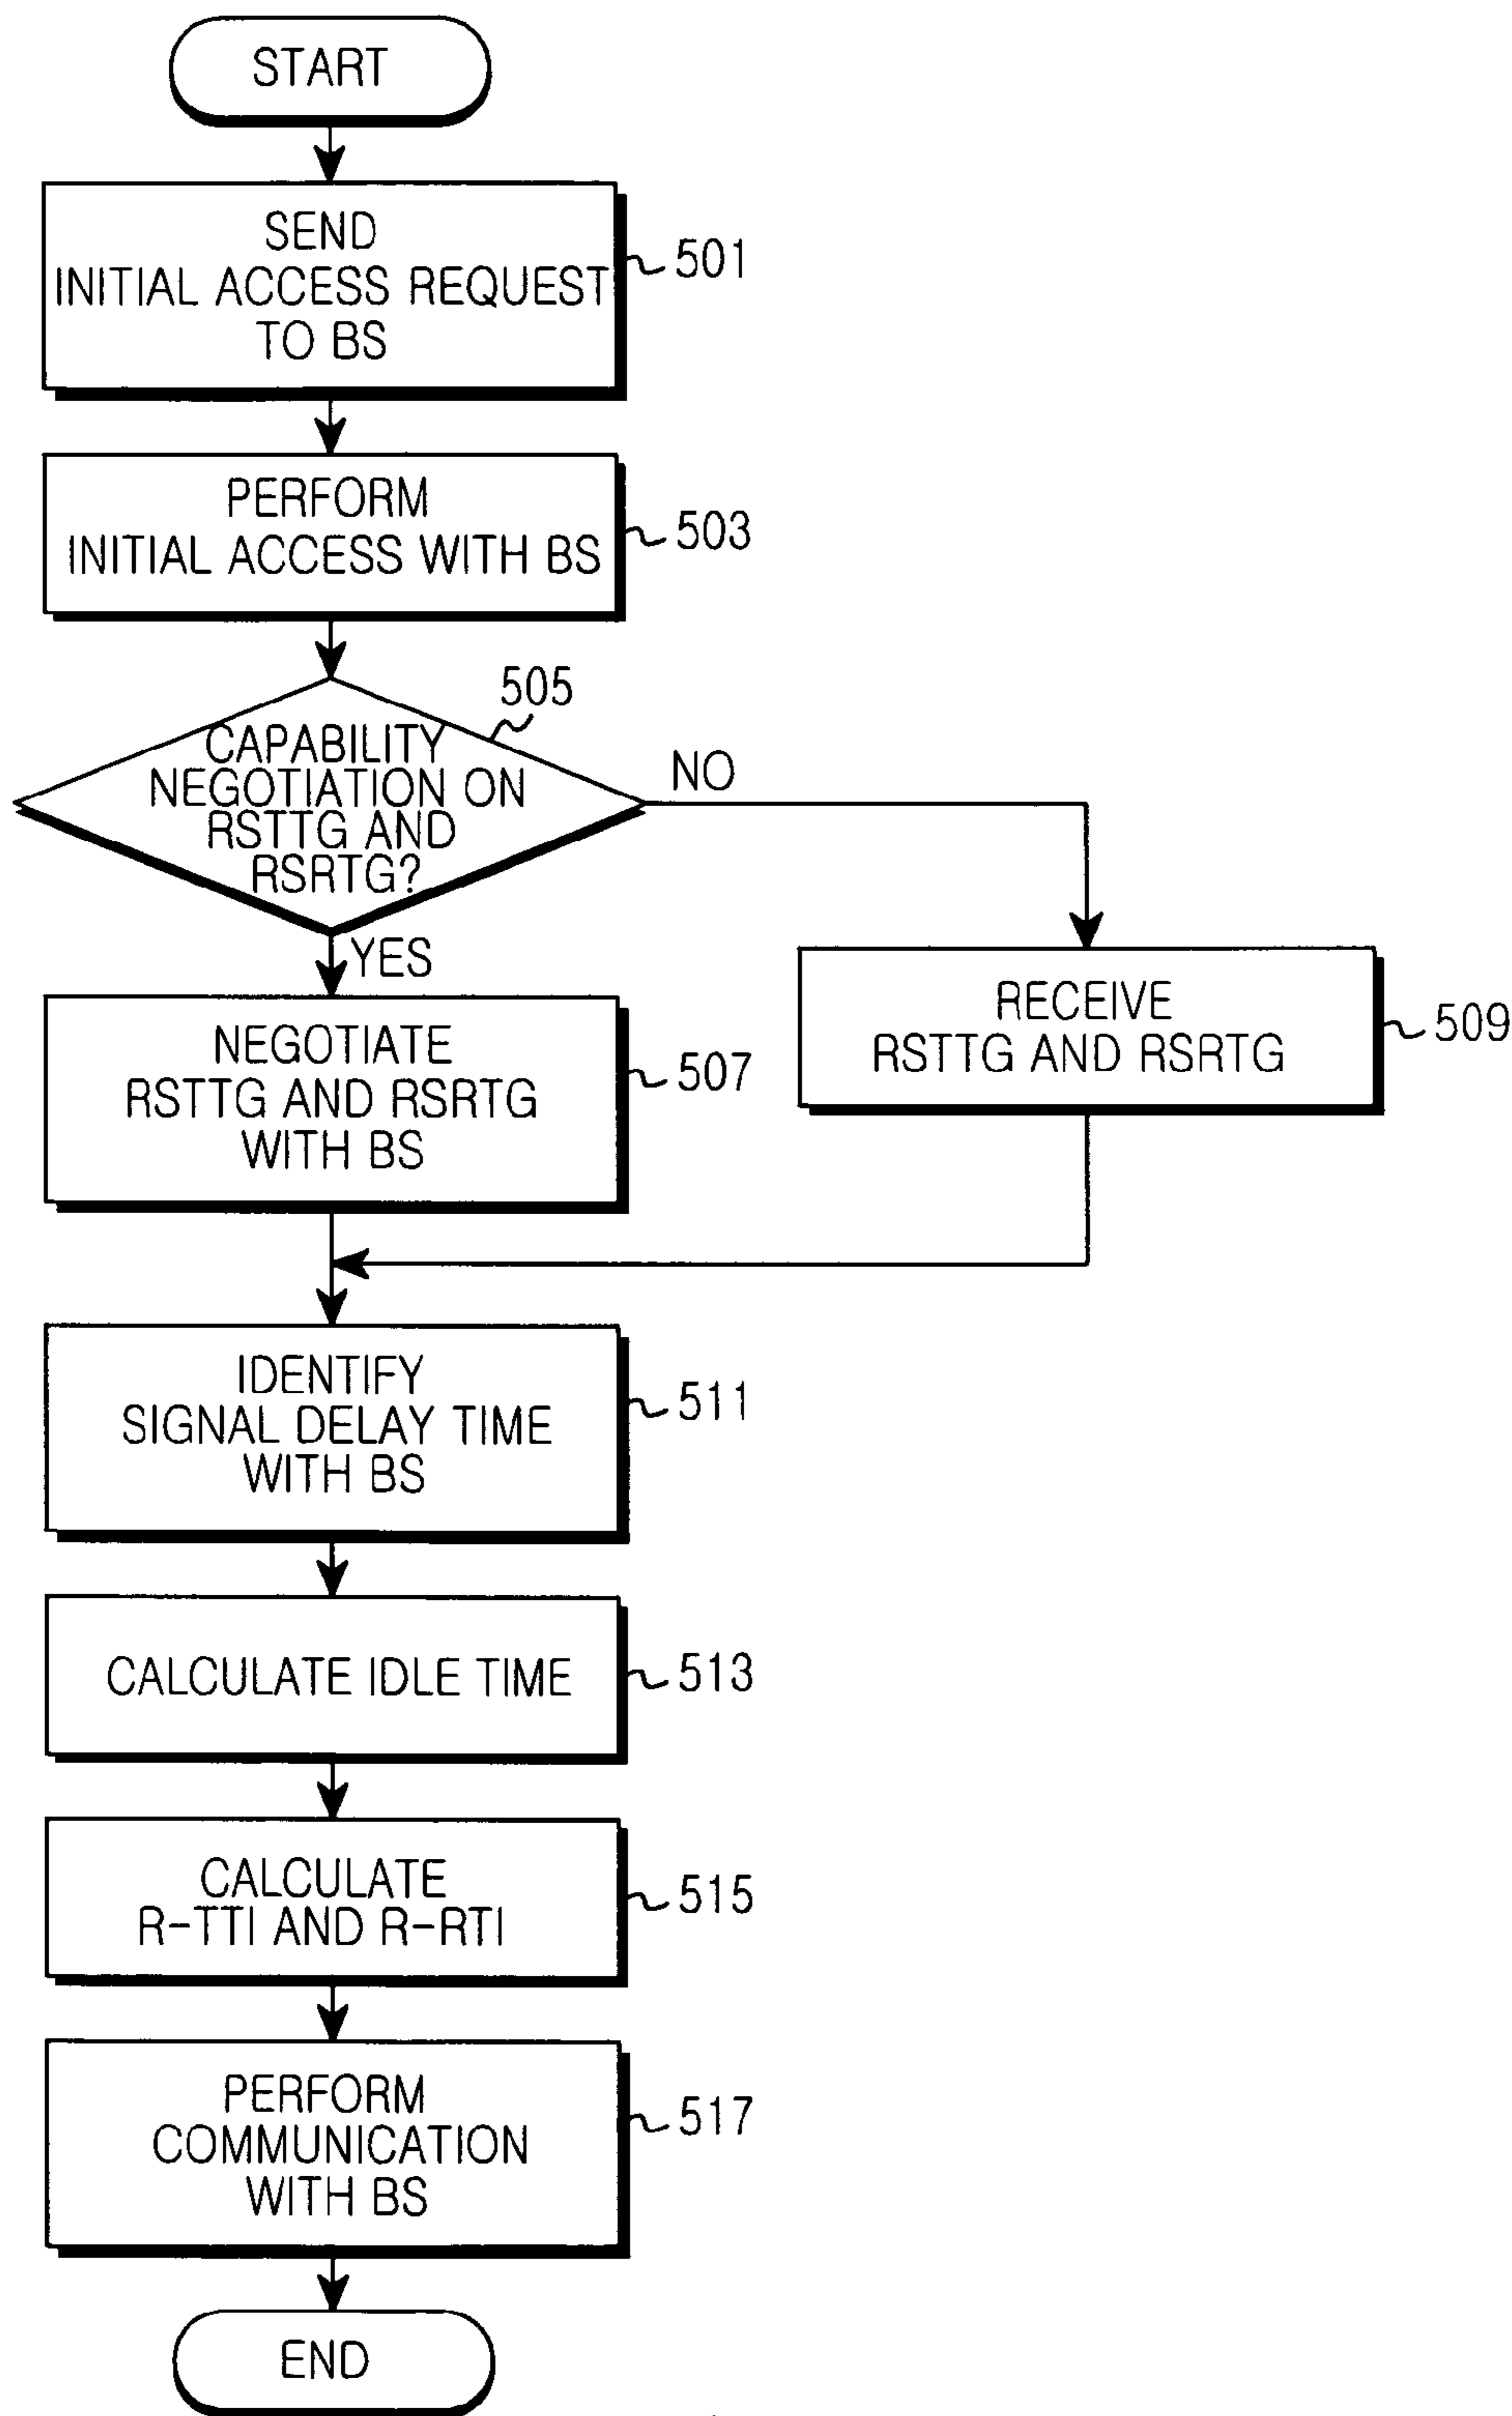 START
SEND
INITIAL ACCESS REQUEST
TO BS
501
PERFORM
INITIAL ACCESS WITH BS
503
505
CAPABILITY
NEGOTIATION ON
RSTTG AND
RSRTG?
NO
YES
NEGOTIATE
RSTTG AND RSRTG
WITH BS
507
RECEIVE
RSTTG AND RSRTG
509
IDENTIFY
SIGNAL DELAY TIME
WITH BS
511
CALCULATE IDLE TIME
513
CALCULATE
R-TTI AND R-RTI
515
PERFORM
COMMUNICATION
WITH BS
517
END